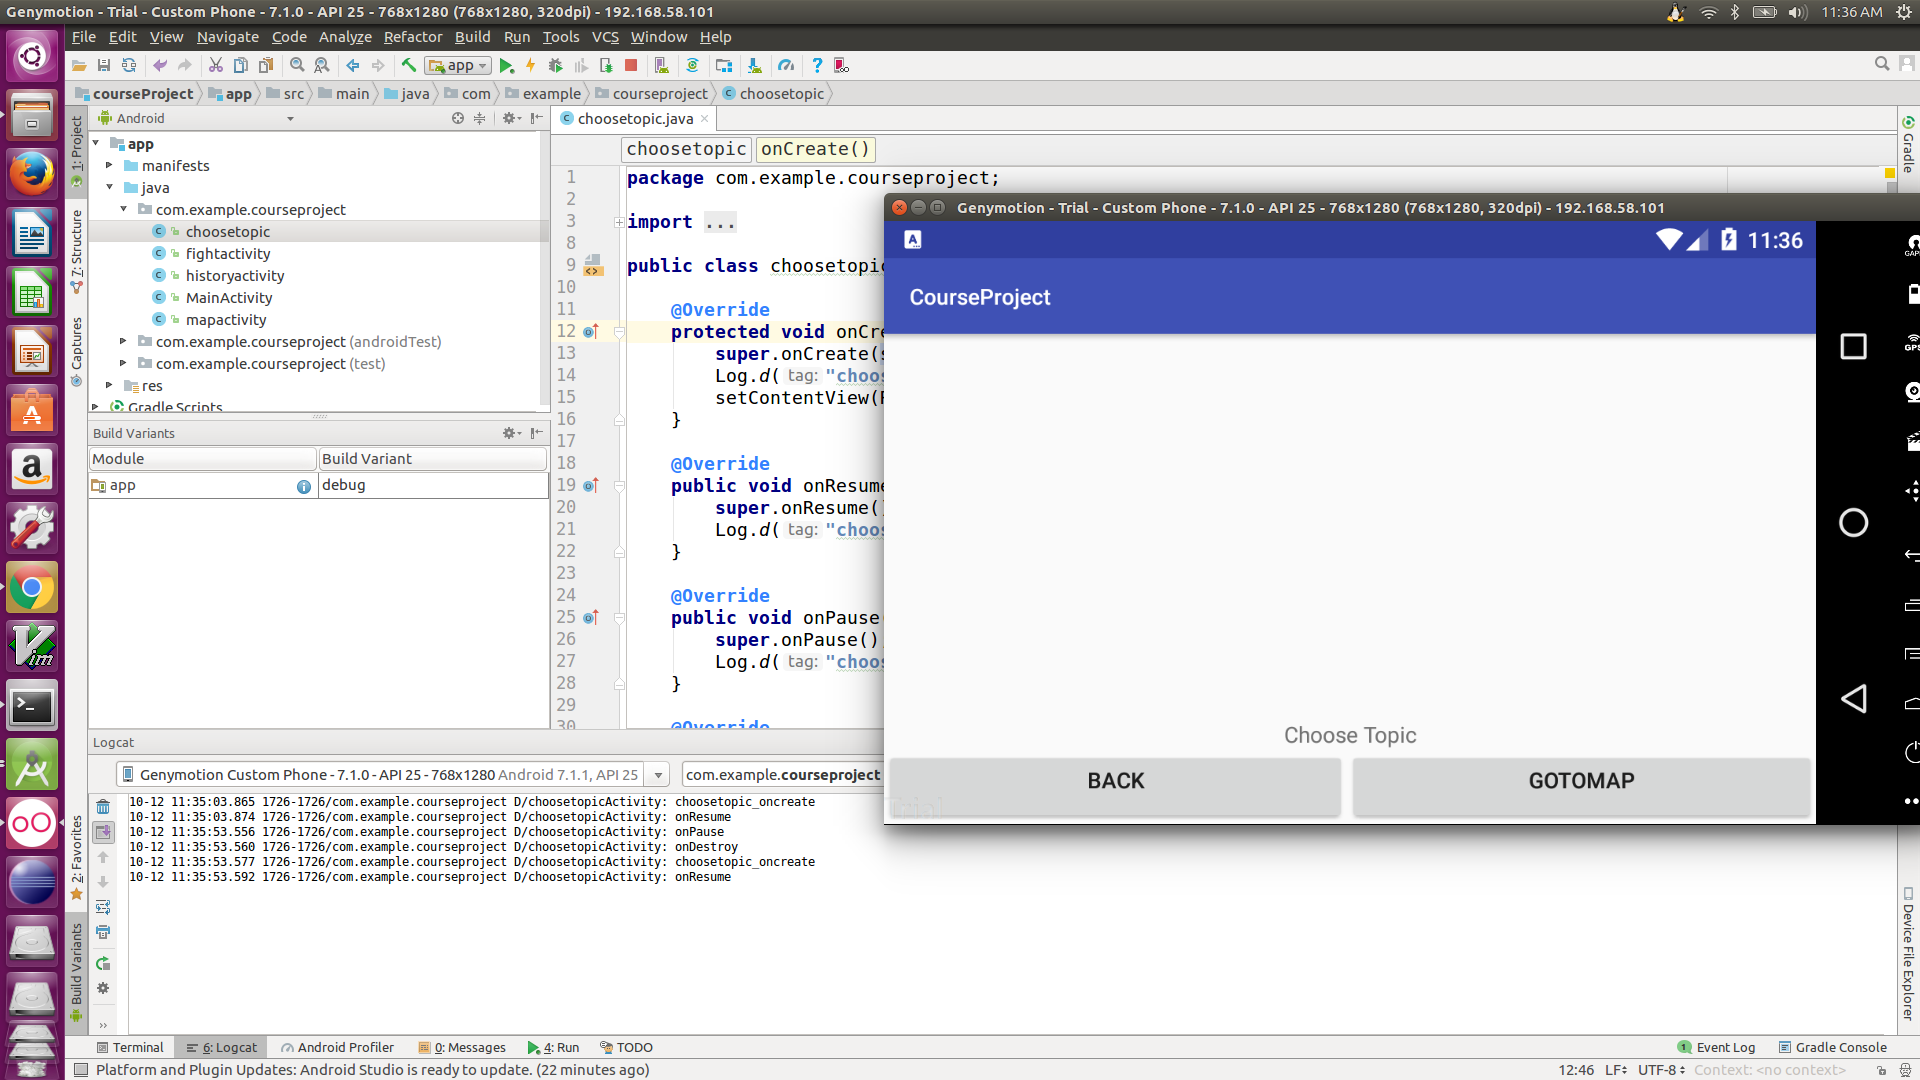 Genymotion - Trial - Custom Phone - 7.1.0 - API 25 - 768x1280 (768x1280, 320dpi) - 192.168.58.101
11:36 AM
File Edit View Navigate Code Analyze Refactor Build Run Tools VCS Window Help
app
courseProject app src main java com example courseproject choosetopic
Android
choosetopic.java
1: Project
7: Structure
Captures
2: Favorites
Build Variants
app
manifests
java
com.example.courseproject
choosetopic
fightactivity
historyactivity
MainActivity
mapactivity
com.example.courseproject (androidTest)
com.example.courseproject (test)
res
Gradle Scripts
Build Variants
Module Build Variant
app debug
choosetopic onCreate()
1 package com.example.courseproject;
2
3 import ...
8
9 public class choosetopic
10
11 @Override
12 protected void onCre
13 super.onCreate(s
14 Log.d( tag: "choos
15 setContentView(R
16 }
17
18 @Override
19 public void onResume
20 super.onResume()
21 Log.d( tag: "choos
22 }
23
24 @Override
25 public void onPause(
26 super.onPause()
27 Log.d( tag: "choos
28 }
29
30 @Override
Genymotion - Trial - Custom Phone - 7.1.0 - API 25 - 768x1280 (768x1280, 320dpi) - 192.168.58.101
11:36
CourseProject
Choose Topic
BACK GOTOMAP
Trial
GPS
Gradle
Device File Explorer
Logcat
Genymotion Custom Phone - 7.1.0 - API 25 - 768x1280 Android 7.1.1, API 25
com.example.courseproject
10-12 11:35:03.865 1726-1726/com.example.courseproject D/choosetopicActivity: choosetopic_oncreate
10-12 11:35:03.874 1726-1726/com.example.courseproject D/choosetopicActivity: onResume
10-12 11:35:53.556 1726-1726/com.example.courseproject D/choosetopicActivity: onPause
10-12 11:35:53.560 1726-1726/com.example.courseproject D/choosetopicActivity: onDestroy
10-12 11:35:53.577 1726-1726/com.example.courseproject D/choosetopicActivity: choosetopic_oncreate
10-12 11:35:53.592 1726-1726/com.example.courseproject D/choosetopicActivity: onResume
Terminal 6: Logcat Android Profiler 0: Messages 4: Run TODO
1 Event Log Gradle Console
Platform and Plugin Updates: Android Studio is ready to update. (22 minutes ago)
12:46 LF UTF-8 Context: <no context>